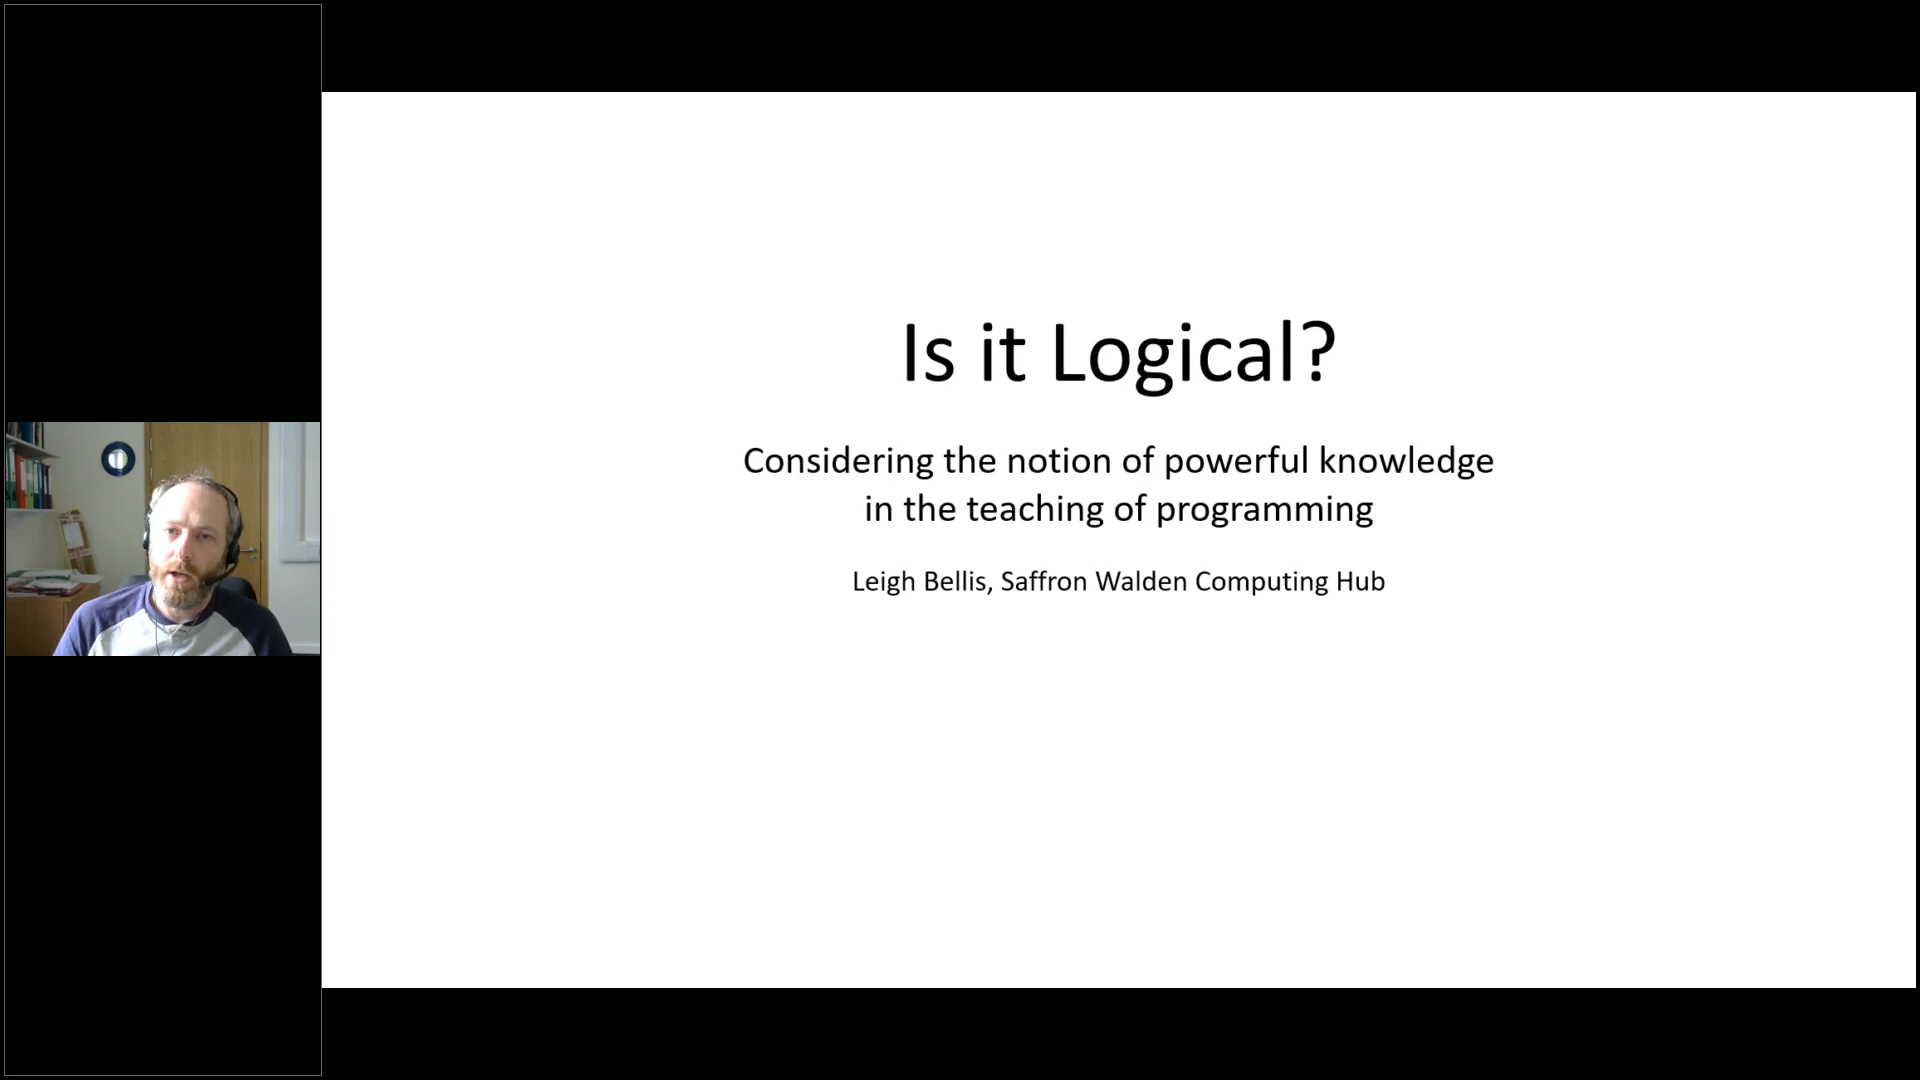 Is it Logical?
Considering the notion of powerful knowledge
in the teaching of programming
Leigh Bellis, Saffron Walden Computing Hub